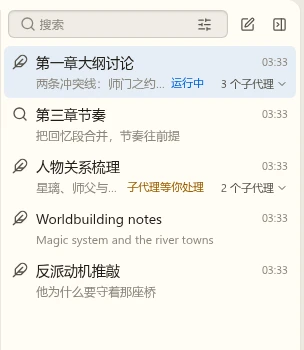 搜索
第一章大纲讨论 03:33
两条冲突线：师门之约... 运行中 3 个子代理
第三章节奏 03:33
把回忆段合并，节奏往前提
人物关系梳理 03:33
星璃、师父与... 子代理等你处理 2 个子代理
Worldbuilding notes 03:33
Magic system and the river towns
反派动机推敲 03:33
他为什么要守着那座桥